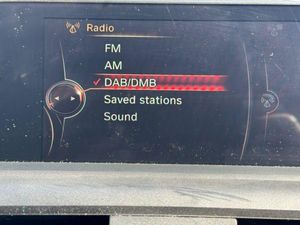 Radio
FM
AM
DAB/DMB
Saved stations
Sound